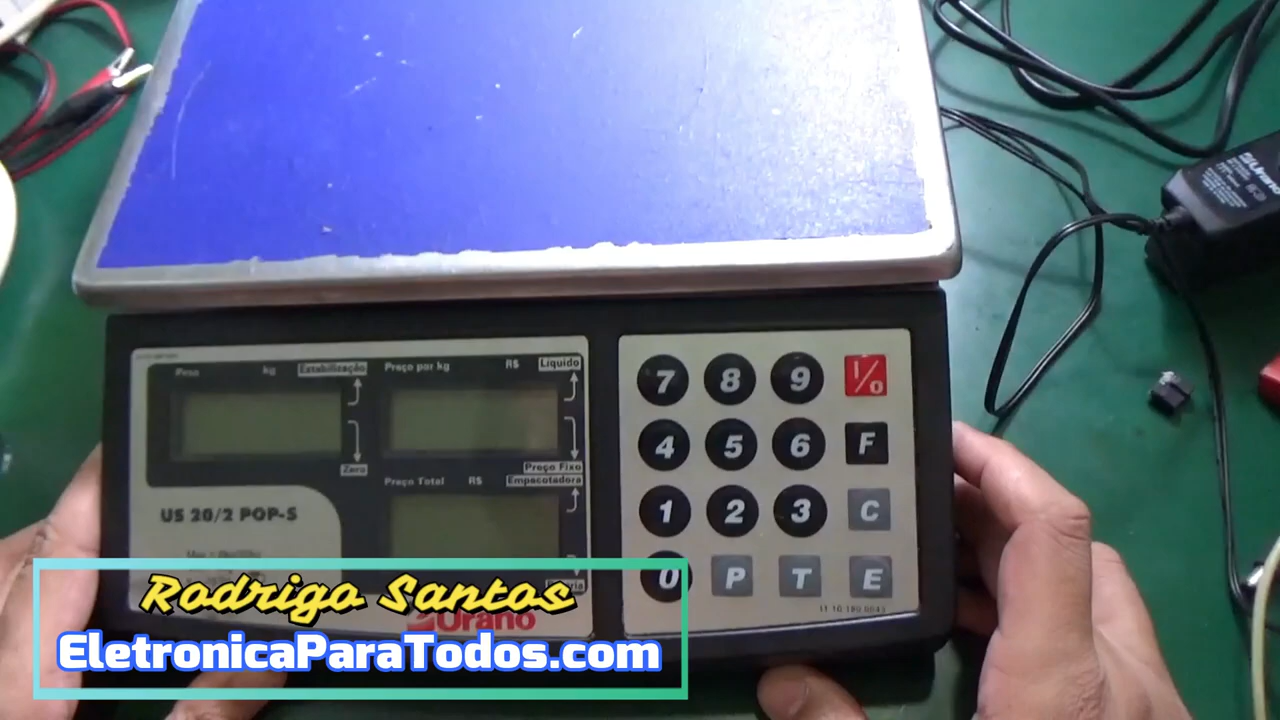 Peso kg Estabilização
Preço por kg R$ Líquido
Zero
Preço Fixo
Preço Total R$ Empacotadora
US 20/2 POP-S
Urano
7 8 9 I/O
4 5 6 F
1 2 3 C
0 P T E
Urano
Rodrigo Santos
EletronicaParaTodos.com